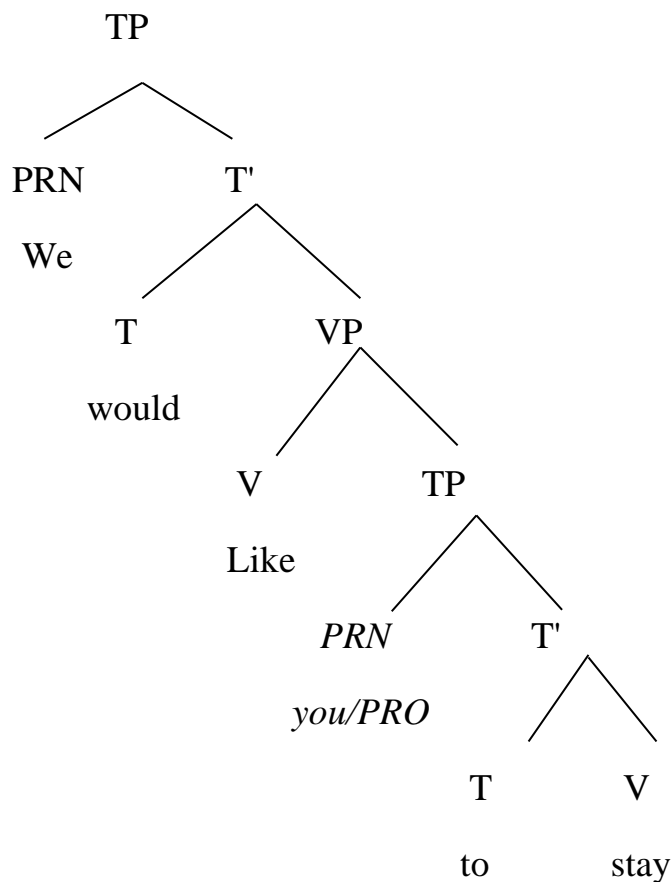 TP
PRN T'
We
T VP
would
V TP
Like
PRN T'
you/PRO
T V
to stay